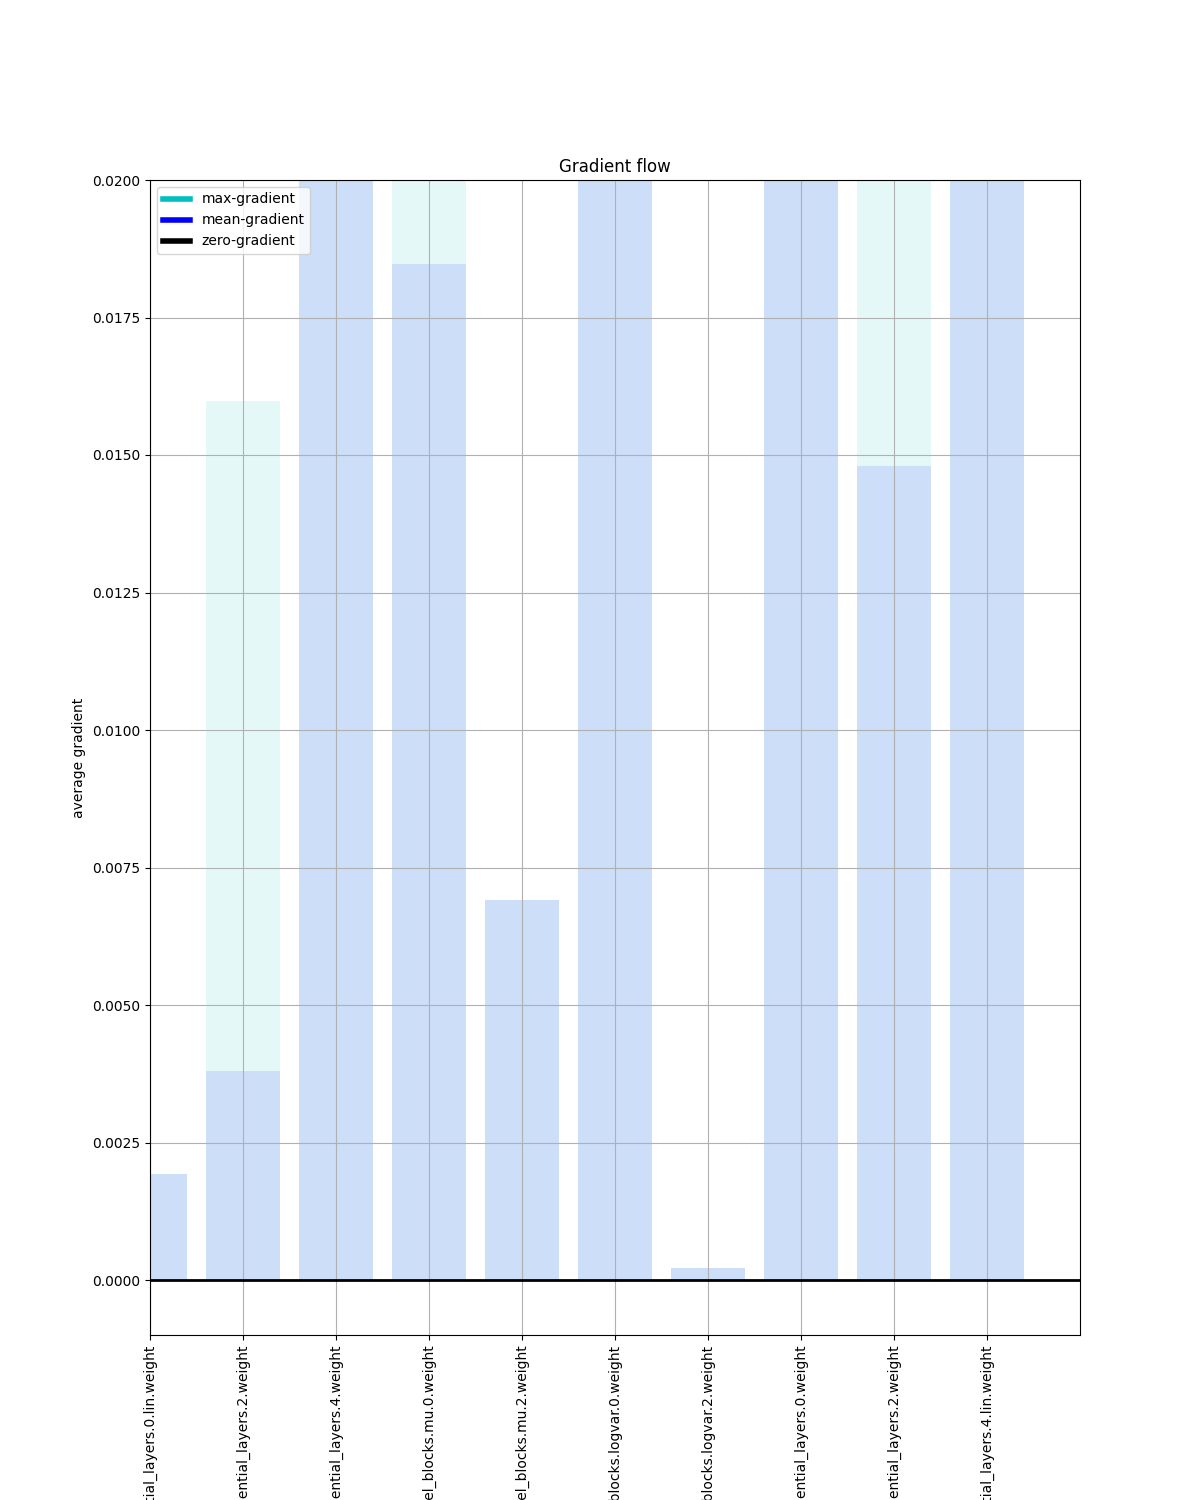 Gradient flow
max-gradient
mean-gradient
zero-gradient
0.0200
0.0175
0.0150
0.0125
0.0100
0.0075
0.0050
0.0025
0.0000
average gradient
tial_layers.0.lin.weight
ential_layers.2.weight
ential_layers.4.weight
el_blocks.mu.0.weight
el_blocks.mu.2.weight
blocks.logvar.0.weight
blocks.logvar.2.weight
ential_layers.0.weight
ential_layers.2.weight
tial_layers.4.lin.weight